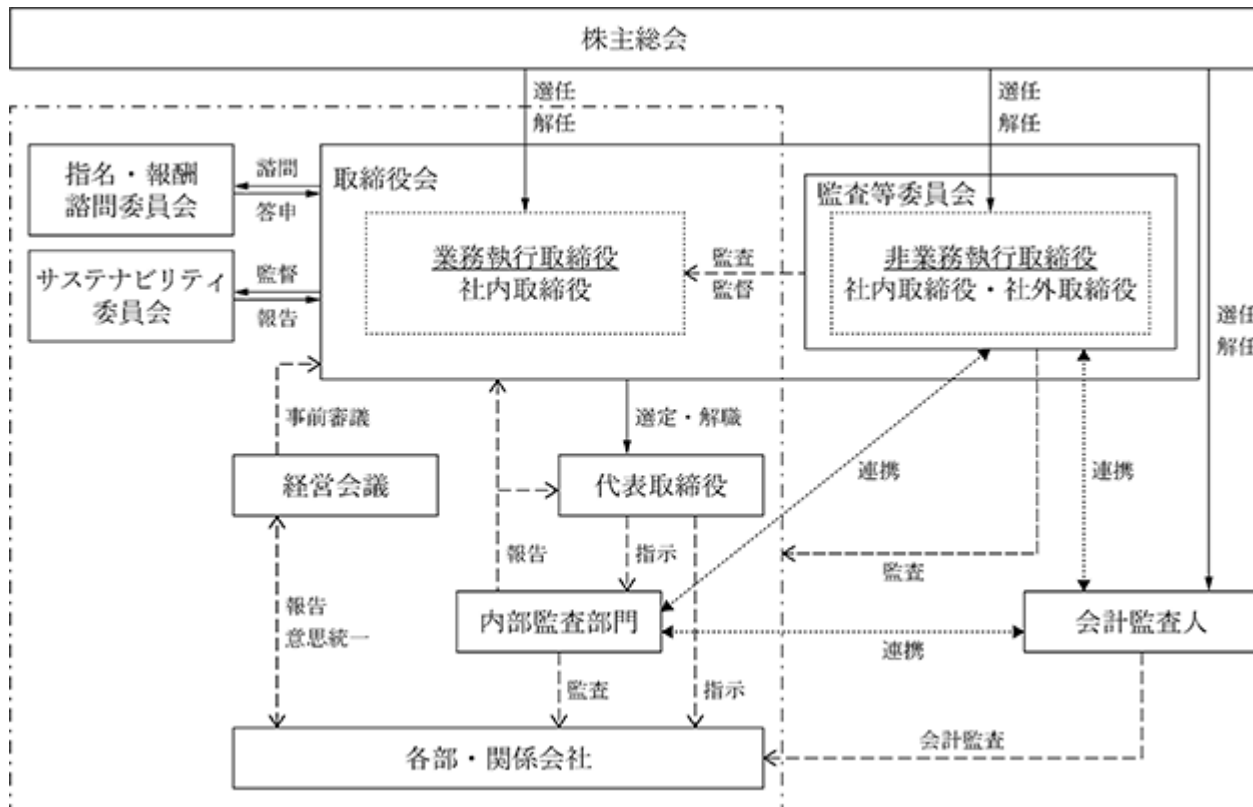 株主総会
選任
解任
選任
解任
選任
解任
指名・報酬
諮問委員会
諮問
答申
取締役会
監査等委員会
業務執行取締役
社内取締役
監査
監督
非業務執行取締役
社内取締役・社外取締役
サステナビリティ
委員会
監督
報告
事前審議
選定・解職
経営会議
代表取締役
連携
連携
報告
指示
監査
報告
意思統一
内部監査部門
会計監査人
連携
監査
指示
会計監査
各部・関係会社